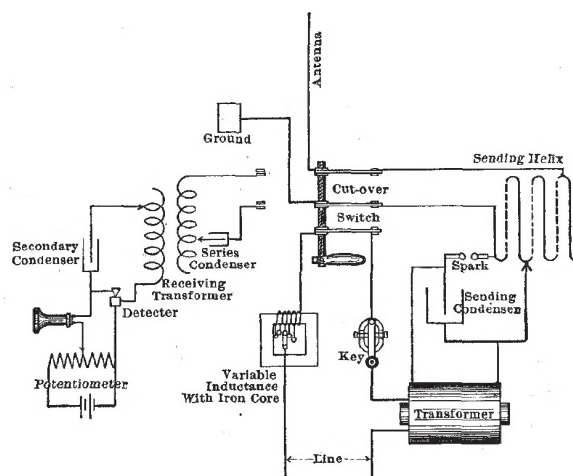 Antenna
Ground
Sending Helix
Cut-over
Switch
Secondary
Condenser
Series
Condenser
Receiving
Transformer
Detecter
Spark
Sending
Condenser
Potentiometer
Variable
Inductance
With Iron Core
Key
Transformer
Line